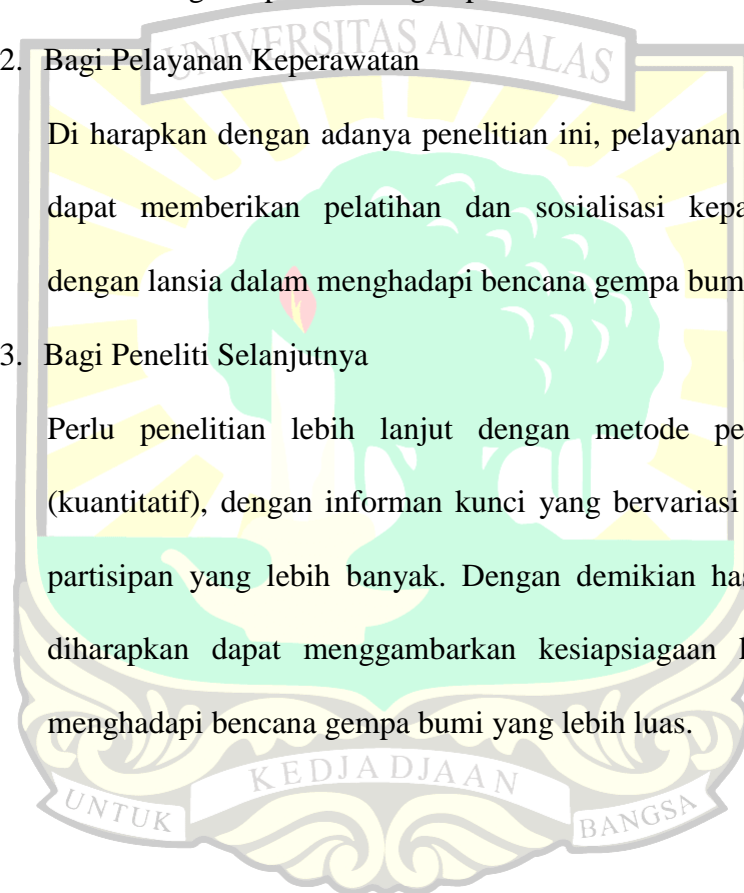 UNIVERSITAS ANDALAS
2. Bagi Pelayanan Keperawatan
Di harapkan dengan adanya penelitian ini, pelayanan
dapat memberikan pelatihan dan sosialisasi kepa
dengan lansia dalam menghadapi bencana gempa bum
3. Bagi Peneliti Selanjutnya
Perlu penelitian lebih lanjut dengan metode pe
(kuantitatif), dengan informan kunci yang bervariasi
partisipan yang lebih banyak. Dengan demikian has
diharapkan dapat menggambarkan kesiapsiagaan
menghadapi bencana gempa bumi yang lebih luas.
UNTUK KEDJADJAAN BANGSA